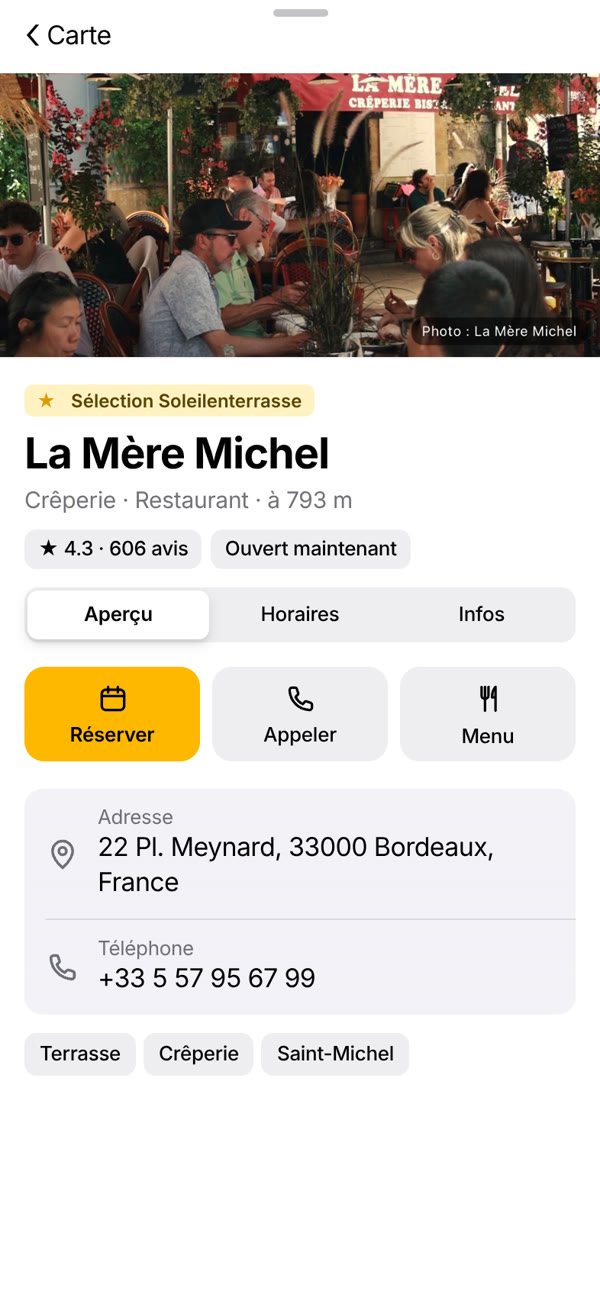 Carte
LA MÈRE
CRÊPERIE
Photo : La Mère Michel
★ Sélection Soleilenterrasse
La Mère Michel
Crêperie · Restaurant · à 793 m
★ 4.3 · 606 avis
Ouvert maintenant
Aperçu
Horaires
Infos
Réserver
Appeler
Menu
Adresse
22 Pl. Meynard, 33000 Bordeaux,
France
Téléphone
+33 5 57 95 67 99
Terrasse
Crêperie
Saint-Michel